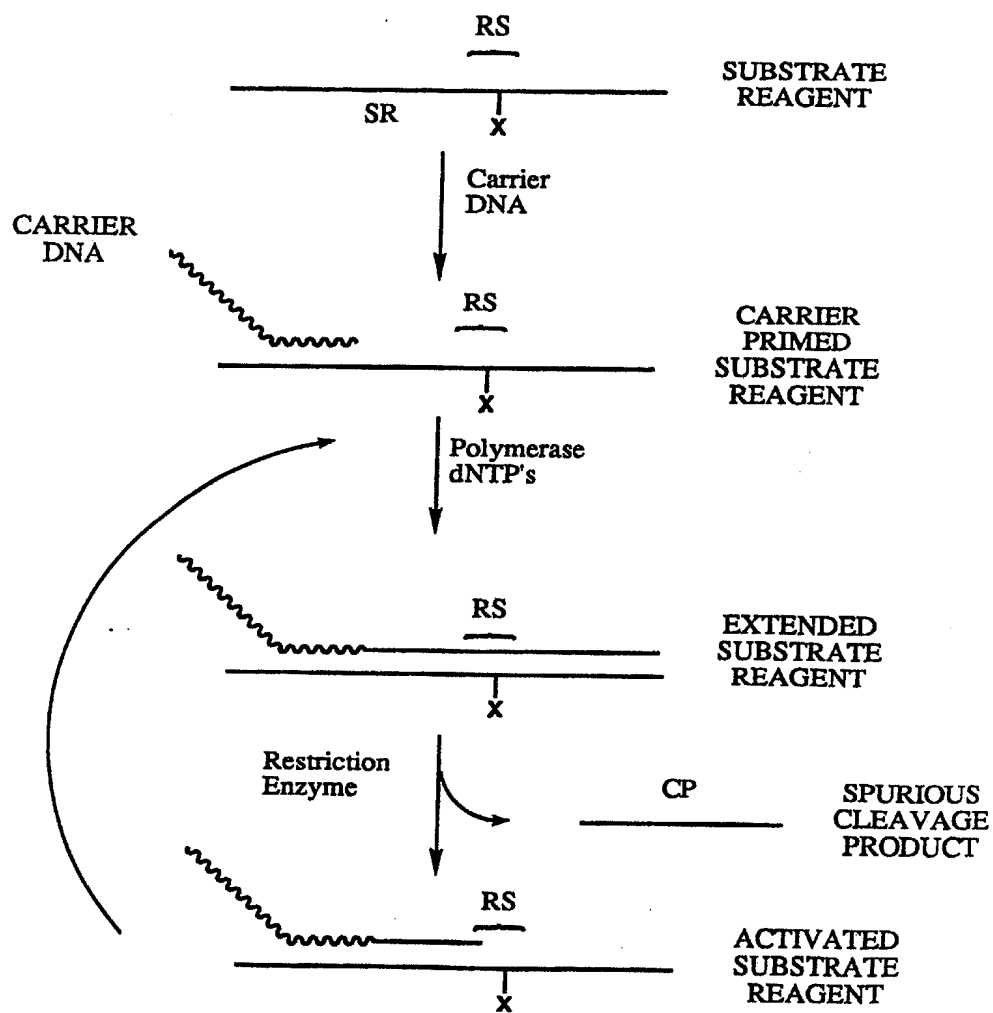 RS
SUBSTRATE
REAGENT
SR
X
Carrier
DNA
CARRIER
DNA
RS
CARRIER
PRIMED
SUBSTRATE
REAGENT
X
Polymerase
dNTP's
RS
EXTENDED
SUBSTRATE
REAGENT
X
Restriction
Enzyme
CP
SPURIOUS
CLEAVAGE
PRODUCT
RS
ACTIVATED
SUBSTRATE
REAGENT
X